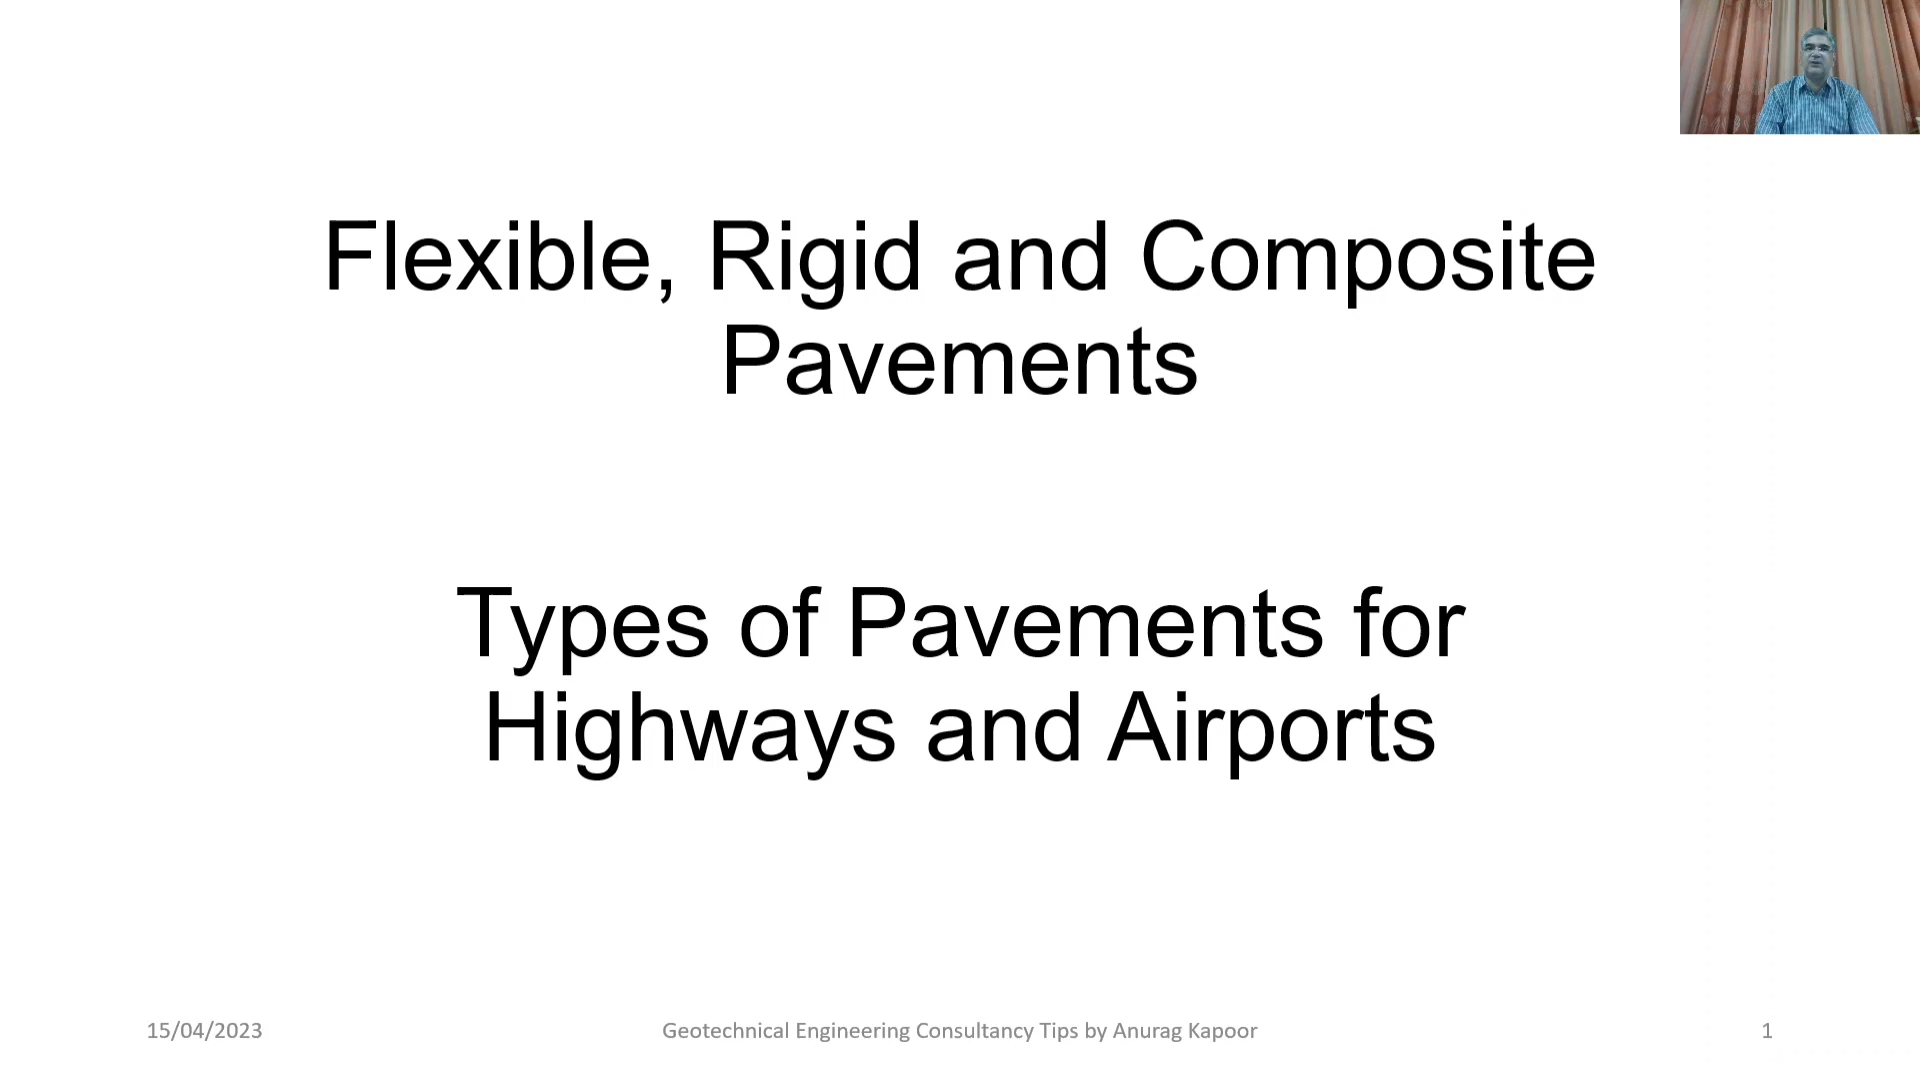 Flexible, Rigid and Composite
Pavements
Types of Pavements for
Highways and Airports
15/04/2023
Geotechnical Engineering Consultancy Tips by Anurag Kapoor
1